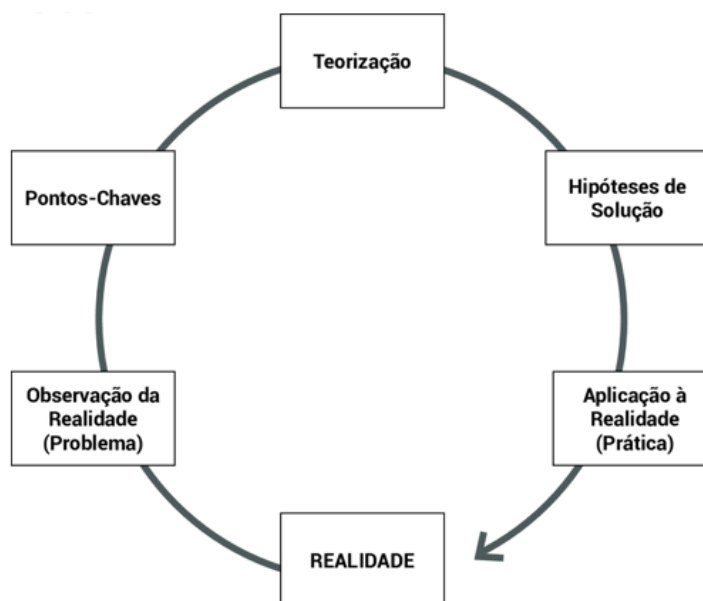 Teorização
Pontos-Chaves
Hipóteses de
Solução
Observação da
Realidade
(Problema)
Aplicação à
Realidade
(Prática)
REALIDADE